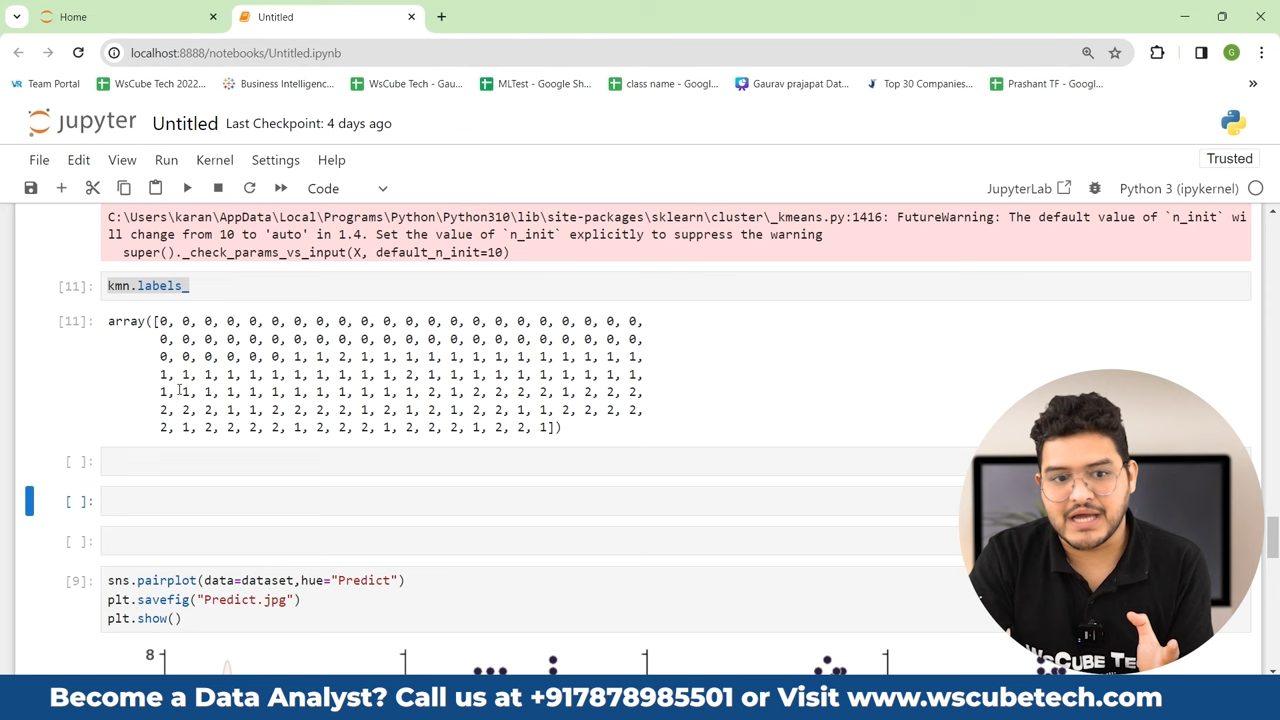 Home
Untitled
localhost:8888/notebooks/Untitled.ipynb
G
VR Team Portal
WsCube Tech 2022...
Business Intelligenc...
WsCube Tech - Gau...
MLTest - Google Sh...
class name - Googl...
Gaurav prajapat Dat...
Top 30 Companies...
Prashant TF - Googl...
jupyter Untitled Last Checkpoint: 4 days ago
File Edit View Run Kernel Settings Help
Trusted
Code
JupyterLab
Python 3 (ipykernel)
C:\Users\karan\AppData\Local\Programs\Python\Python310\lib\site-packages\sklearn\cluster\_kmeans.py:1416: FutureWarning: The default value of `n_init` wi
ll change from 10 to 'auto' in 1.4. Set the value of `n_init` explicitly to suppress the warning
super()._check_params_vs_input(X, default_n_init=10)
[11]: kmn.labels_
[11]: array([0, 0, 0, 0, 0, 0, 0, 0, 0, 0, 0, 0, 0, 0, 0, 0, 0, 0, 0, 0, 0, 0,
0, 0, 0, 0, 0, 0, 0, 0, 0, 0, 0, 0, 0, 0, 0, 0, 0, 0, 0, 0, 0, 0,
0, 0, 0, 0, 0, 0, 1, 1, 2, 1, 1, 1, 1, 1, 1, 1, 1, 1, 1, 1, 1, 1,
1, 1, 1, 1, 1, 1, 1, 1, 1, 1, 1, 2, 1, 1, 1, 1, 1, 1, 1, 1, 1, 1,
1, 1, 1, 1, 1, 1, 1, 1, 1, 1, 1, 1, 2, 1, 2, 2, 2, 2, 1, 2, 2, 2,
2, 2, 2, 1, 1, 2, 2, 2, 2, 1, 2, 1, 2, 1, 2, 2, 1, 1, 2, 2, 2, 2,
2, 1, 2, 2, 2, 2, 1, 2, 2, 2, 1, 2, 2, 2, 1, 2, 2, 1])
[ ]:
[ ]:
[ ]:
[9]: sns.pairplot(data=dataset,hue="Predict")
plt.savefig("Predict.jpg")
plt.show()
8
WSCUBE TE
Become a Data Analyst? Call us at +917878985501 or Visit www.wscubetech.com